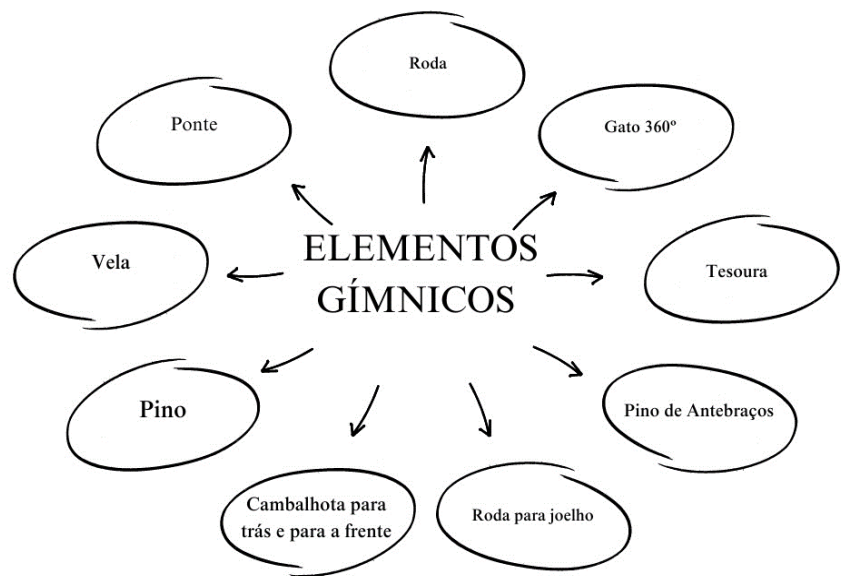 Roda
Ponte
Gato 360º
ELEMENTOS
GÍMNICOS
Vela
Tesoura
Pino
Pino de Antebraços
Cambalhota para
trás e para a frente
Roda para joelho